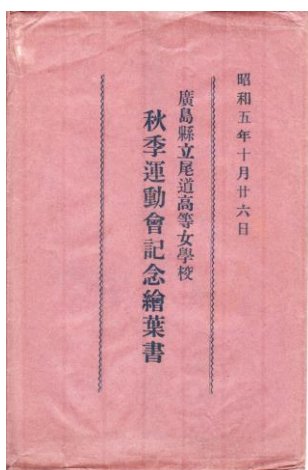 昭和五年十月廿六日
廣島縣立尾道高等女學校
秋季運動會記念繪葉書